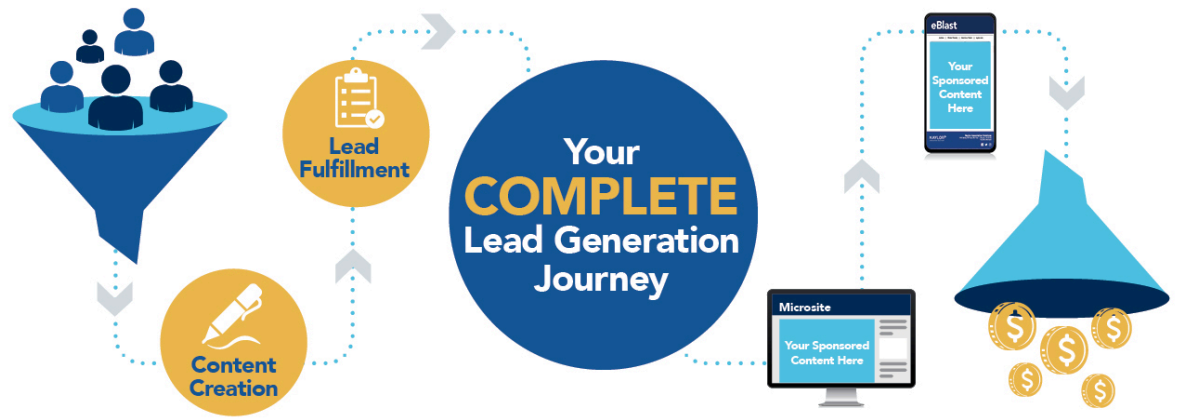 Lead
Fulfillment
Content
Creation
Your
COMPLETE
Lead Generation
Journey
Microsite
Your Sponsored
Content Here
eBlast
Your
Sponsored
Content
Here